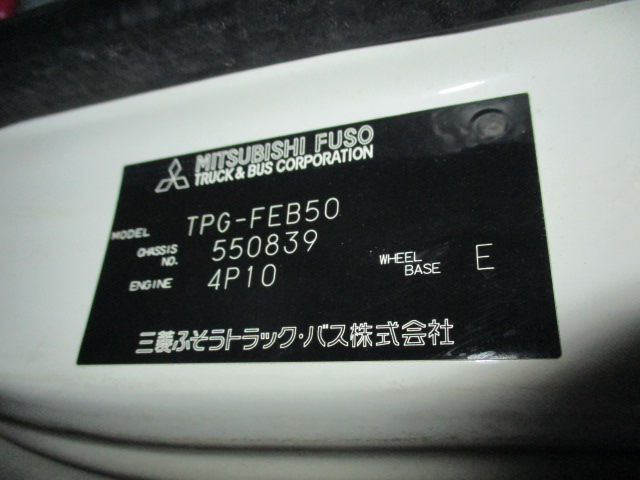 MITSUBISHI FUSO
TRUCK & BUS CORPORATION
MODEL TPG-FEB50
CHASSIS NO. 550839
ENGINE 4P10
WHEEL BASE E
三菱ふそうトラック・バス株式会社